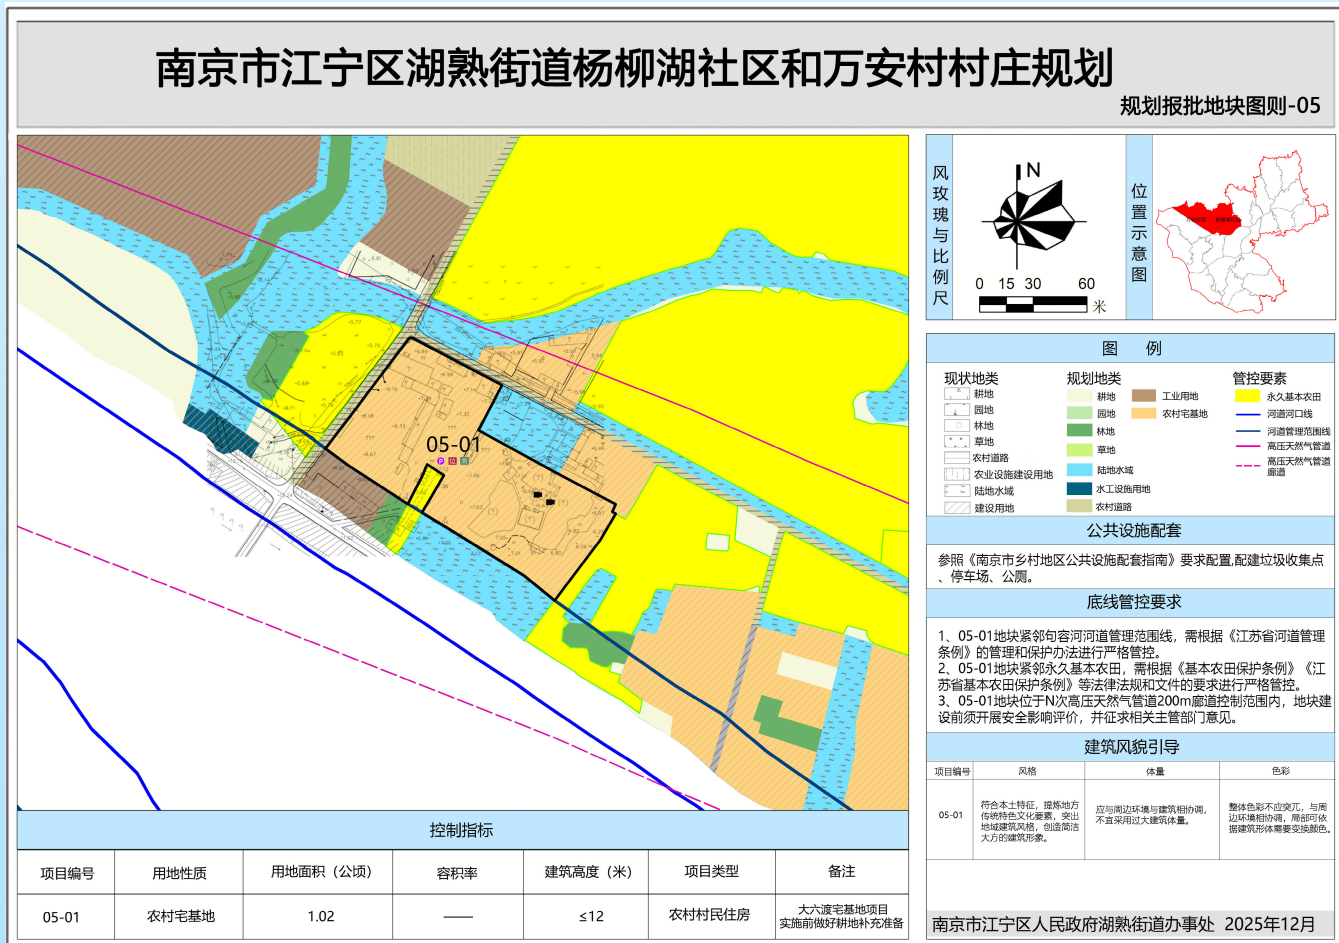 南京市江宁区湖熟街道杨柳湖社区和万安村村庄规划
规划报批地块图则-05
05-01
P
风玫瑰与比例尺
N
0 15 30 60
米
位置示意图
图 例
现状地类
耕地
园地
林地
草地
农村道路
农业设施建设用地
陆地水域
建设用地
规划地类
耕地
园地
林地
草地
陆地水域
水工设施用地
农村道路
工业用地
农村宅基地
管控要素
永久基本农田
河道河口线
河道管理范围线
高压天然气管道
高压天然气管道
廊道
公共设施配套
参照《南京市乡村地区公共设施配套指南》要求配置,配建垃圾收集点
、停车场、公厕。
底线管控要求
1、05-01地块紧邻句容河河道管理范围线，需根据《江苏省河道管理
条例》的管理和保护办法进行严格管控。
2、05-01地块紧邻永久基本农田，需根据《基本农田保护条例》《江
苏省基本农田保护条例》等法律法规和文件的要求进行严格管控。
3、05-01地块位于N次高压天然气管道200m廊道控制范围内，地块建
设前须开展安全影响评价，并征求相关主管部门意见。
建筑风貌引导
项目编号 风格 体量 色彩
05-01
符合本土特征，提炼地方
传统特色文化要素，突出
地域建筑风格，创造简洁
大方的建筑形象。
应与周边环境与建筑相协调，
不宜采用过大建筑体量。
整体色彩不应突兀，与周
边环境相协调，局部可依
据建筑形体需要变换颜色。
控制指标
项目编号 用地性质 用地面积（公顷） 容积率 建筑高度（米） 项目类型 备注
05-01 农村宅基地 1.02 —— ≤12 农村村民住房 大六渡宅基地项目
实施前做好耕地补充准备
南京市江宁区人民政府湖熟街道办事处 2025年12月